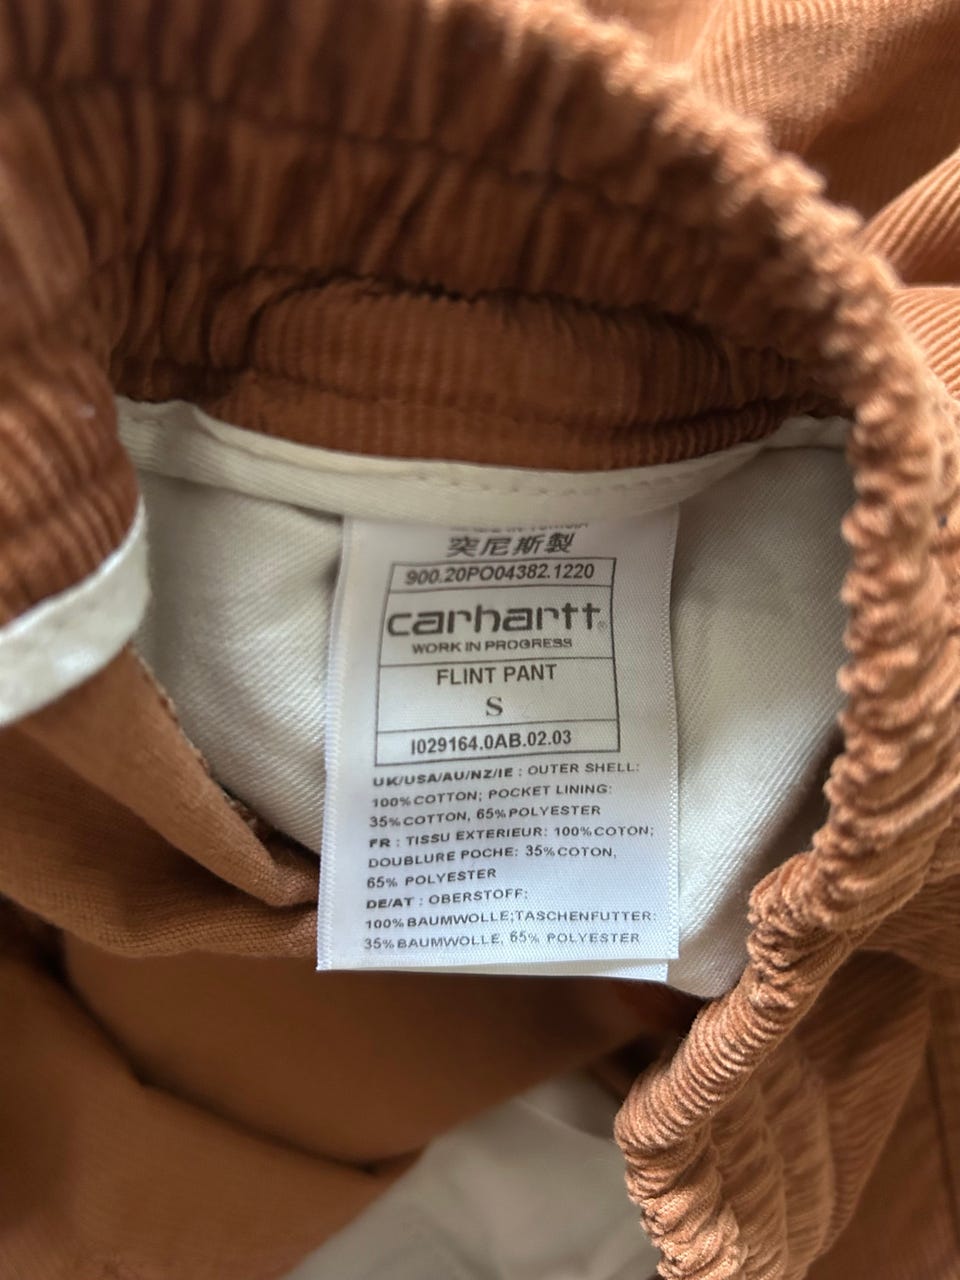 突尼斯製
900.20PO04382.1220
carhartt®
WORK IN PROGRESS
FLINT PANT
S
I029164.0AB.02.03
UK/USA/AU/NZ/IE : OUTER SHELL:
100% COTTON; POCKET LINING:
35% COTTON, 65% POLYESTER
FR : TISSU EXTERIEUR: 100% COTON;
DOUBLURE POCHE: 35% COTON,
65% POLYESTER
DE/AT : OBERSTOFF:
100% BAUMWOLLE;TASCHENFUTTER:
35% BAUMWOLLE, 65% POLYESTER